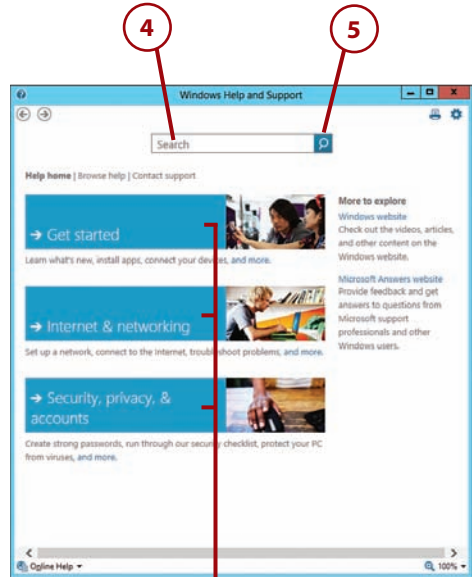 4 5
Windows Help and Support
Search
Help home | Browse help | Contact support
→ Get started
Learn what's new, install apps, connect your devices, and more.
→ Internet & networking
Set up a network, connect to the Internet, troubleshoot problems, and more.
→ Security, privacy, &
accounts
Create strong passwords, run through our security checklist, protect your PC
from viruses, and more.
More to explore
Windows website
Check out the videos, articles,
and other content on the
Windows website.
Microsoft Answers website
Provide feedback and get
answers to questions from
Microsoft support
professionals and other
Windows users.
Online Help
100%